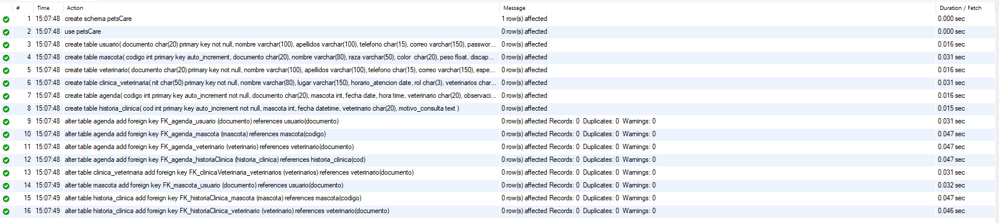 # Time Action Message Duration / Fetch
1 15:07:48 create schema petsCare 1 row(s) affected 0.000 sec
2 15:07:48 use petsCare 0 row(s) affected 0.000 sec
3 15:07:48 create table usuario( documento char(20) primary key not null, nombre varchar(100), apellidos varchar(100), telefono char(15), correo varchar(150), passwor... 0 row(s) affected 0.016 sec
4 15:07:48 create table mascota( codigo int primary key auto_increment, documento char(20), nombre varchar(80), raza varchar(50), color  char(20), peso float, discap... 0 row(s) affected 0.031 sec
5 15:07:48 create table veterinario( documento char(20) primary key not null, nombre varchar(100), apellidos varchar(100), telefono char(15), correo varchar(150), espe... 0 row(s) affected 0.016 sec
6 15:07:48 create table clinica_veterinaria( nit char(50) primary key not null, nombre varchar(80), lugar varchar(150), horario_atencion date, rol char(3), veterinarios char... 0 row(s) affected 0.031 sec
7 15:07:48 create table agenda( codigo int primary key auto_increment not null, documento char(20), mascota int, fecha date, hora time, veterinario char(20), observaci... 0 row(s) affected 0.016 sec
8 15:07:48 create table historia_clinica( cod int primary key auto_increment not null, mascota int, fecha datetime, veterinario char(20), motivo_consulta text ) 0 row(s) affected 0.015 sec
9 15:07:48 alter table agenda add foreign key FK_agenda_usuario (documento) references usuario(documento) 0 row(s) affected Records: 0  Duplicates: 0  Warnings: 0 0.031 sec
10 15:07:48 alter table agenda add foreign key FK_agenda_mascota (mascota) references mascota(codigo) 0 row(s) affected Records: 0  Duplicates: 0  Warnings: 0 0.047 sec
11 15:07:48 alter table agenda add foreign key FK_agenda_veterinario (veterinario) references veterinario(documento) 0 row(s) affected Records: 0  Duplicates: 0  Warnings: 0 0.047 sec
12 15:07:48 alter table agenda add foreign key FK_agenda_historiaClinica (historia_clinica) references historia_clinica(cod) 0 row(s) affected Records: 0  Duplicates: 0  Warnings: 0 0.047 sec
13 15:07:48 alter table clinica_veterinaria add foreign key FK_clinicaVeterinaria_veterinarios (veterinarios) references veterinario(documento) 0 row(s) affected Records: 0  Duplicates: 0  Warnings: 0 0.031 sec
14 15:07:49 alter table mascota add foreign key FK_mascota_usuario (documento) references usuario(documento) 0 row(s) affected Records: 0  Duplicates: 0  Warnings: 0 0.032 sec
15 15:07:49 alter table historia_clinica add foreign key FK_historiaClinica_mascota (mascota) references mascota(codigo) 0 row(s) affected Records: 0  Duplicates: 0  Warnings: 0 0.047 sec
16 15:07:49 alter table historia_clinica add foreign key FK_historiaClinica_veterinario (veterinario) references veterinario(documento) 0 row(s) affected Records: 0  Duplicates: 0  Warnings: 0 0.046 sec